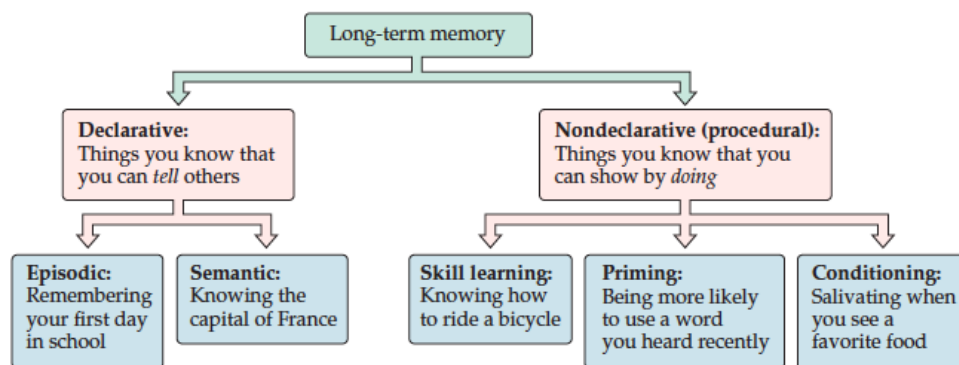 Long-term memory
Declarative:
Things you know that
you can tell others
Nondeclarative (procedural):
Things you know that you
can show by doing
Episodic:
Remembering
your first day
in school
Semantic:
Knowing the
capital of France
Skill learning:
Knowing how
to ride a bicycle
Priming:
Being more likely
to use a word
you heard recently
Conditioning:
Salivating when
you see a
favorite food